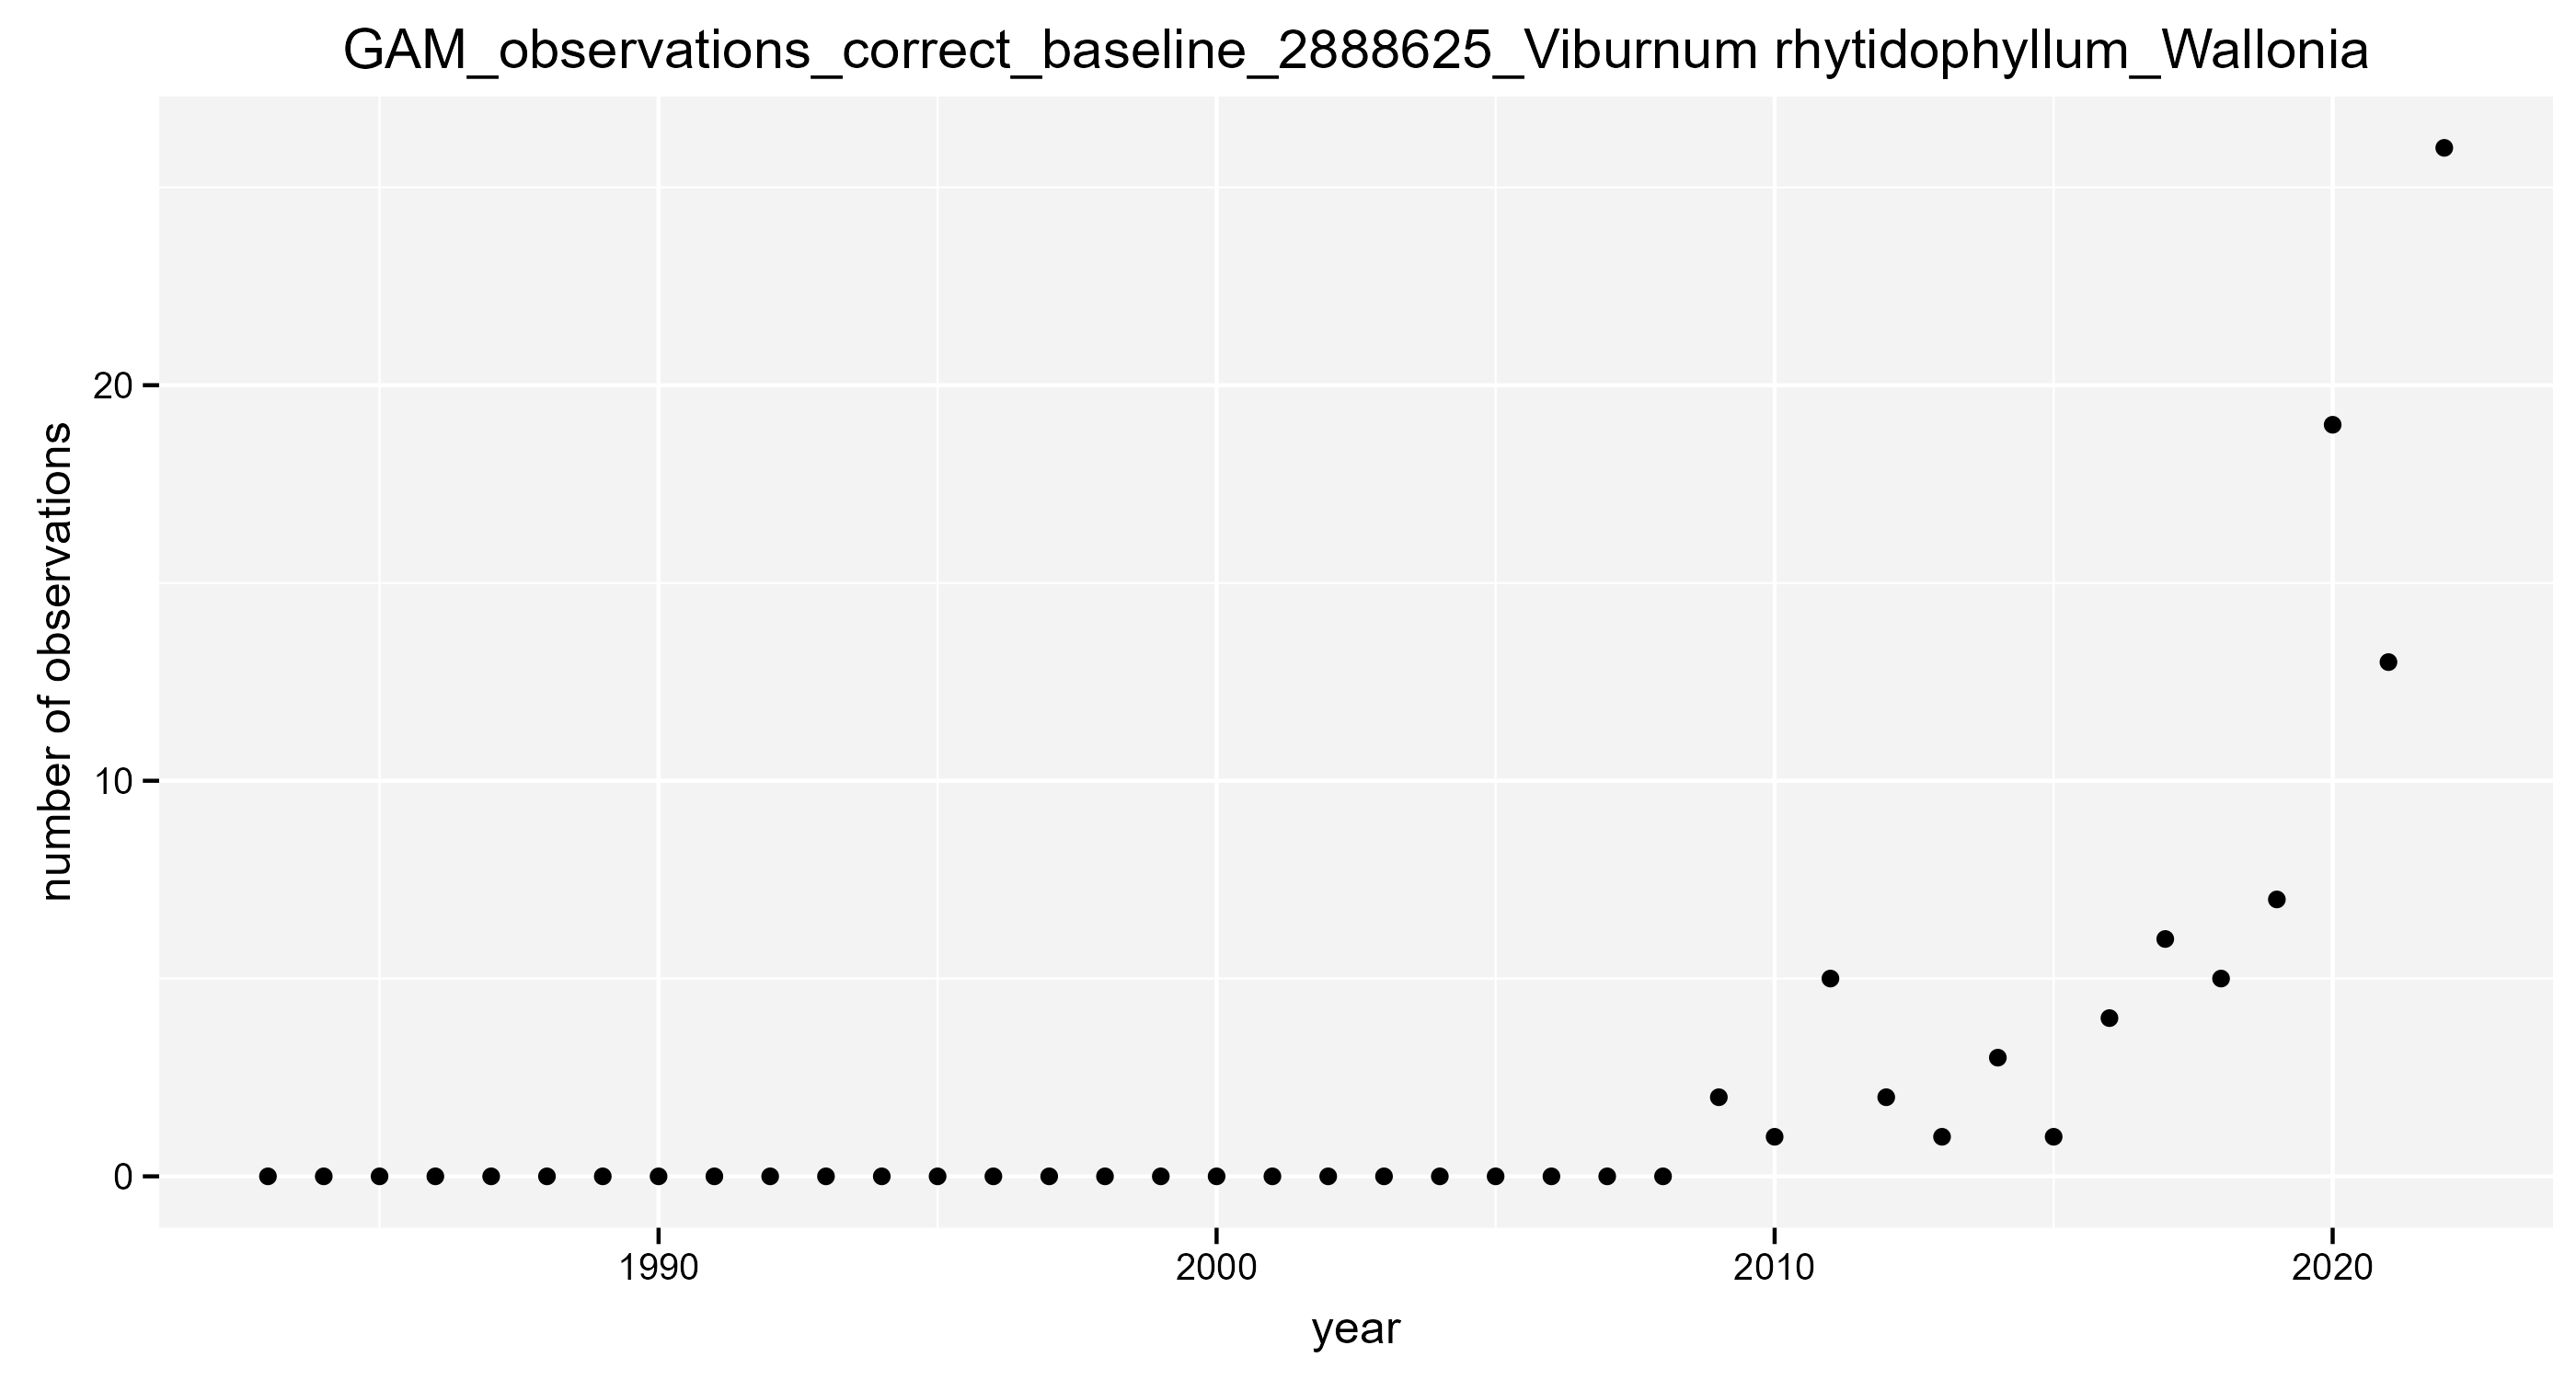 GAM_observations_correct_baseline_2888625_Viburnum rhytidophyllum_Wallonia
number of observations
20
10
0
1990 2000 2010 2020
year